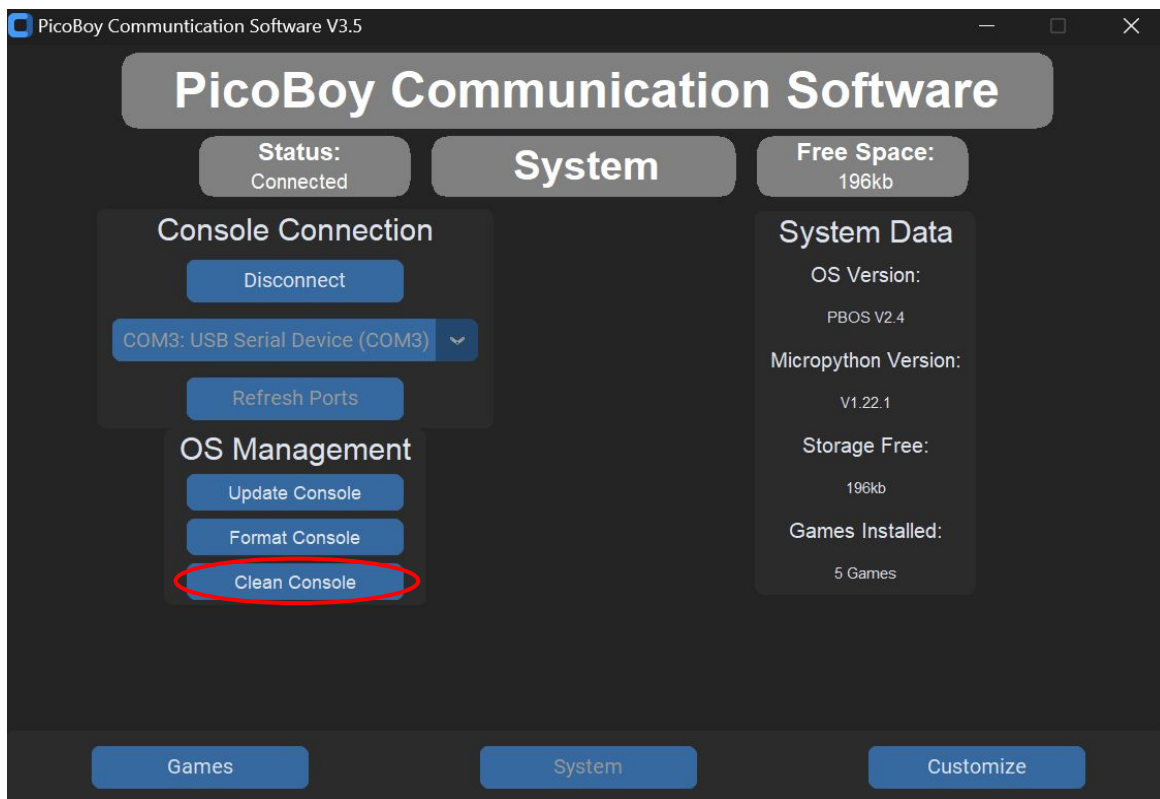 PicoBoy Communtication Software V3.5
PicoBoy Communication Software
Status:
Connected
System
Free Space:
196kb
Console Connection
Disconnect
COM3: USB Serial Device (COM3)
Refresh Ports
OS Management
Update Console
Format Console
Clean Console
System Data
OS Version:
PBOS V2.4
Micropython Version:
V1.22.1
Storage Free:
196kb
Games Installed:
5 Games
Games
System
Customize